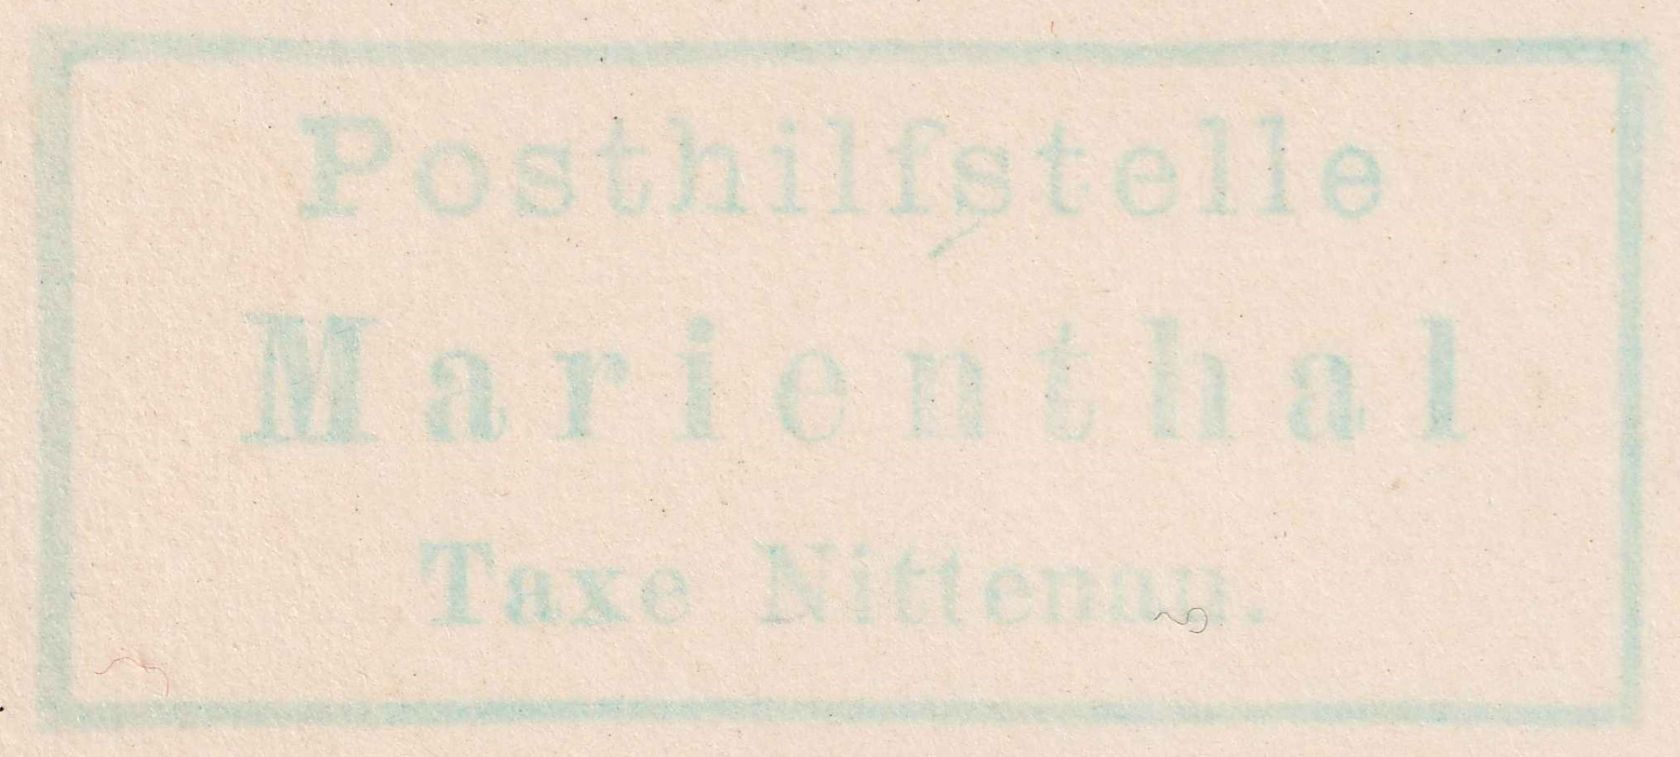 Posthilfstelle
Marienthal
Taxe Nittenau.